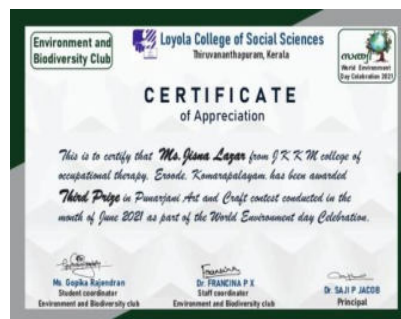 Environment and
Biodiversity Club
Loyola College of Social Sciences
Thiruvananthapuram, Kerala
World Environment
Day Celebration 2021
CERTIFICATE
of Appreciation
This is to certify that Ms. Jisna Lazar from J K K M college of
occupational therapy, Erode, Komarapalayam, has been awarded
Third Prize in Punarjani Art and Craft contest conducted in the
month of June 2021 as part of the World Environment day Celebration.
Ms. Gopika Rajendran
Student coordinator
Environment and Biodiversity club
Dr. FRANCINA P X
Staff coordinator
Environment and Biodiversity club
Dr. SAJI P JACOB
Principal